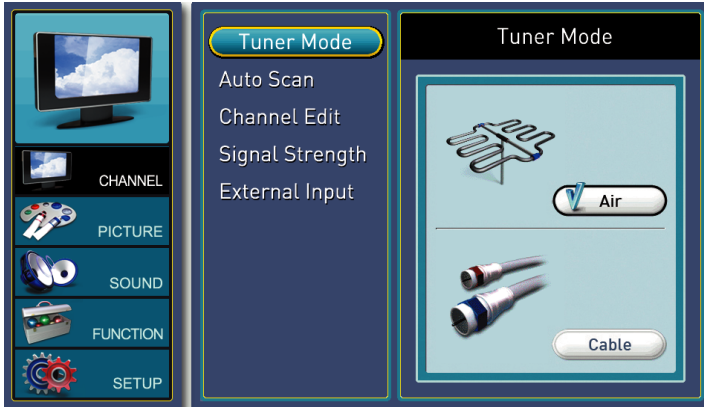 CHANNEL
PICTURE
SOUND
FUNCTION
SETUP
Tuner Mode
Auto Scan
Channel Edit
Signal Strength
External Input
Tuner Mode
Air
Cable